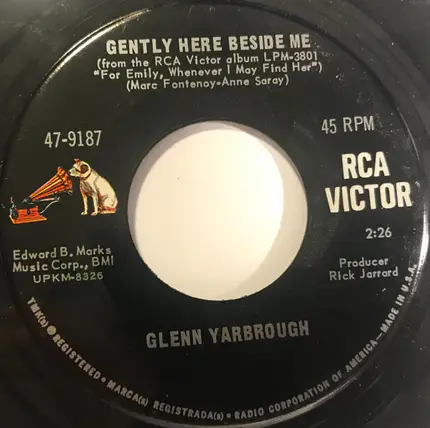 GENTLY HERE BESIDE ME
(from the RCA Victor album LPM-3801
"For Emily, Whenever I May Find Her")
(Marc Fontenoy-Anne Saray)
47-9187
45 RPM
RCA
VICTOR
2:26
Edward B. Marks
Music Corp., BMI
UPKM-8326
Producer
Rick Jarrard
GLENN YARBROUGH
TMK(s) ® REGISTERED • MARCA(s) REGISTRADA(s) • RADIO CORPORATION OF AMERICA—MADE IN U.S.A.